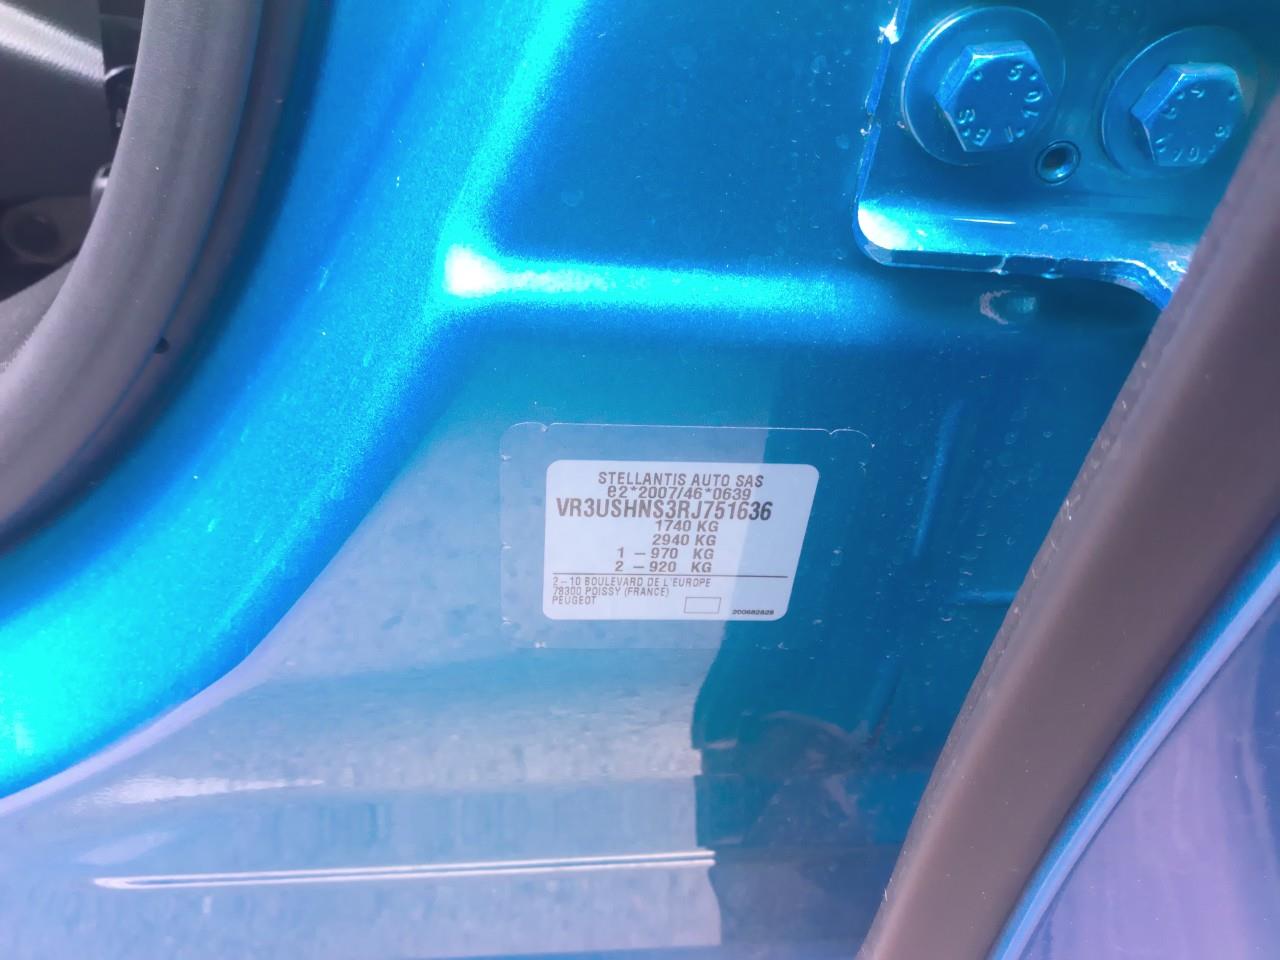 STELLANTIS AUTO SAS
e2*2007/46*0639
VR3USHNS3RJ751636
1740 KG
2940 KG
1 – 970 KG
2 – 920 KG
2–10 BOULEVARD DE L'EUROPE
78300 POISSY (FRANCE)
PEUGEOT
200682828